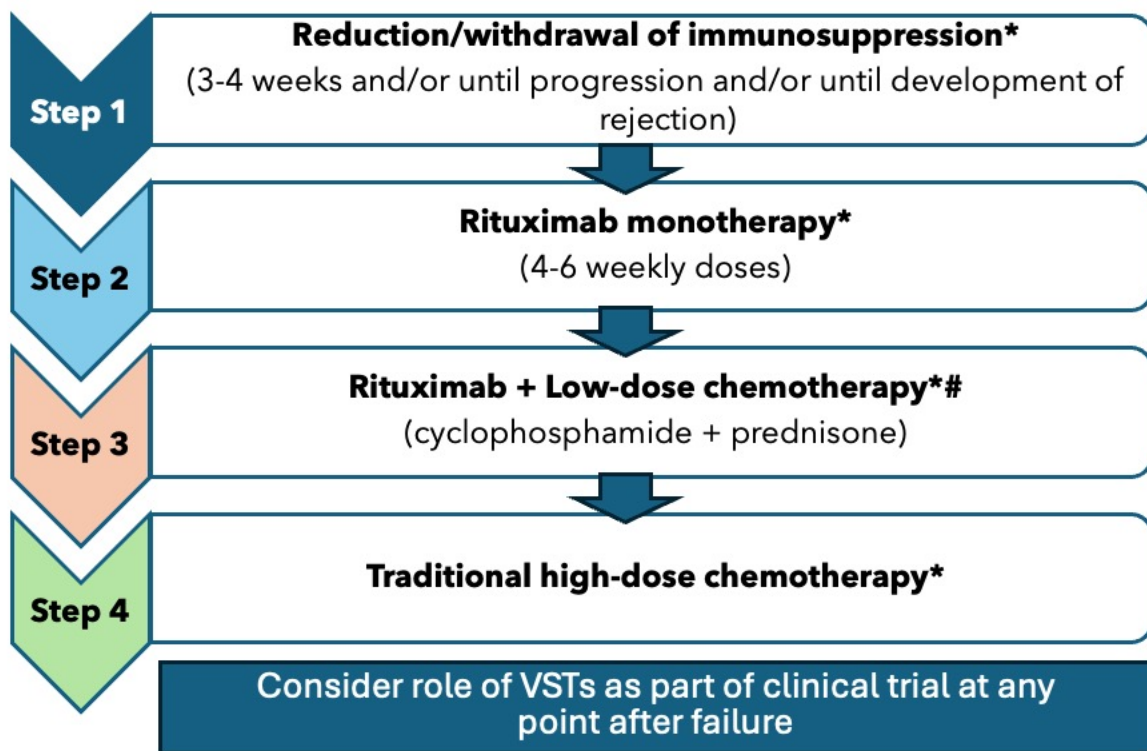 Step 1
Reduction/withdrawal of immunosuppression*
(3-4 weeks and/or until progression and/or until development of
rejection)
Step 2
Rituximab monotherapy*
(4-6 weekly doses)
Step 3
Rituximab + Low-dose chemotherapy*#
(cyclophosphamide + prednisone)
Step 4
Traditional high-dose chemotherapy*
Consider role of VSTs as part of clinical trial at any
point after failure